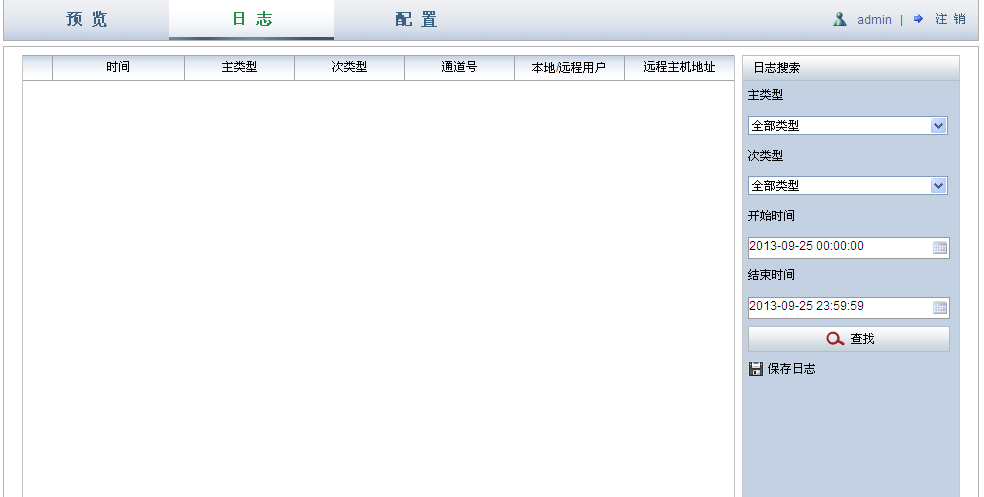 预 览 日 志 配 置 admin | 注 销
时间 主类型 次类型 通道号 本地/远程用户 远程主机地址
日志搜索
主类型
全部类型
次类型
全部类型
开始时间
2013-09-25 00:00:00
结束时间
2013-09-25 23:59:59
查找
保存日志